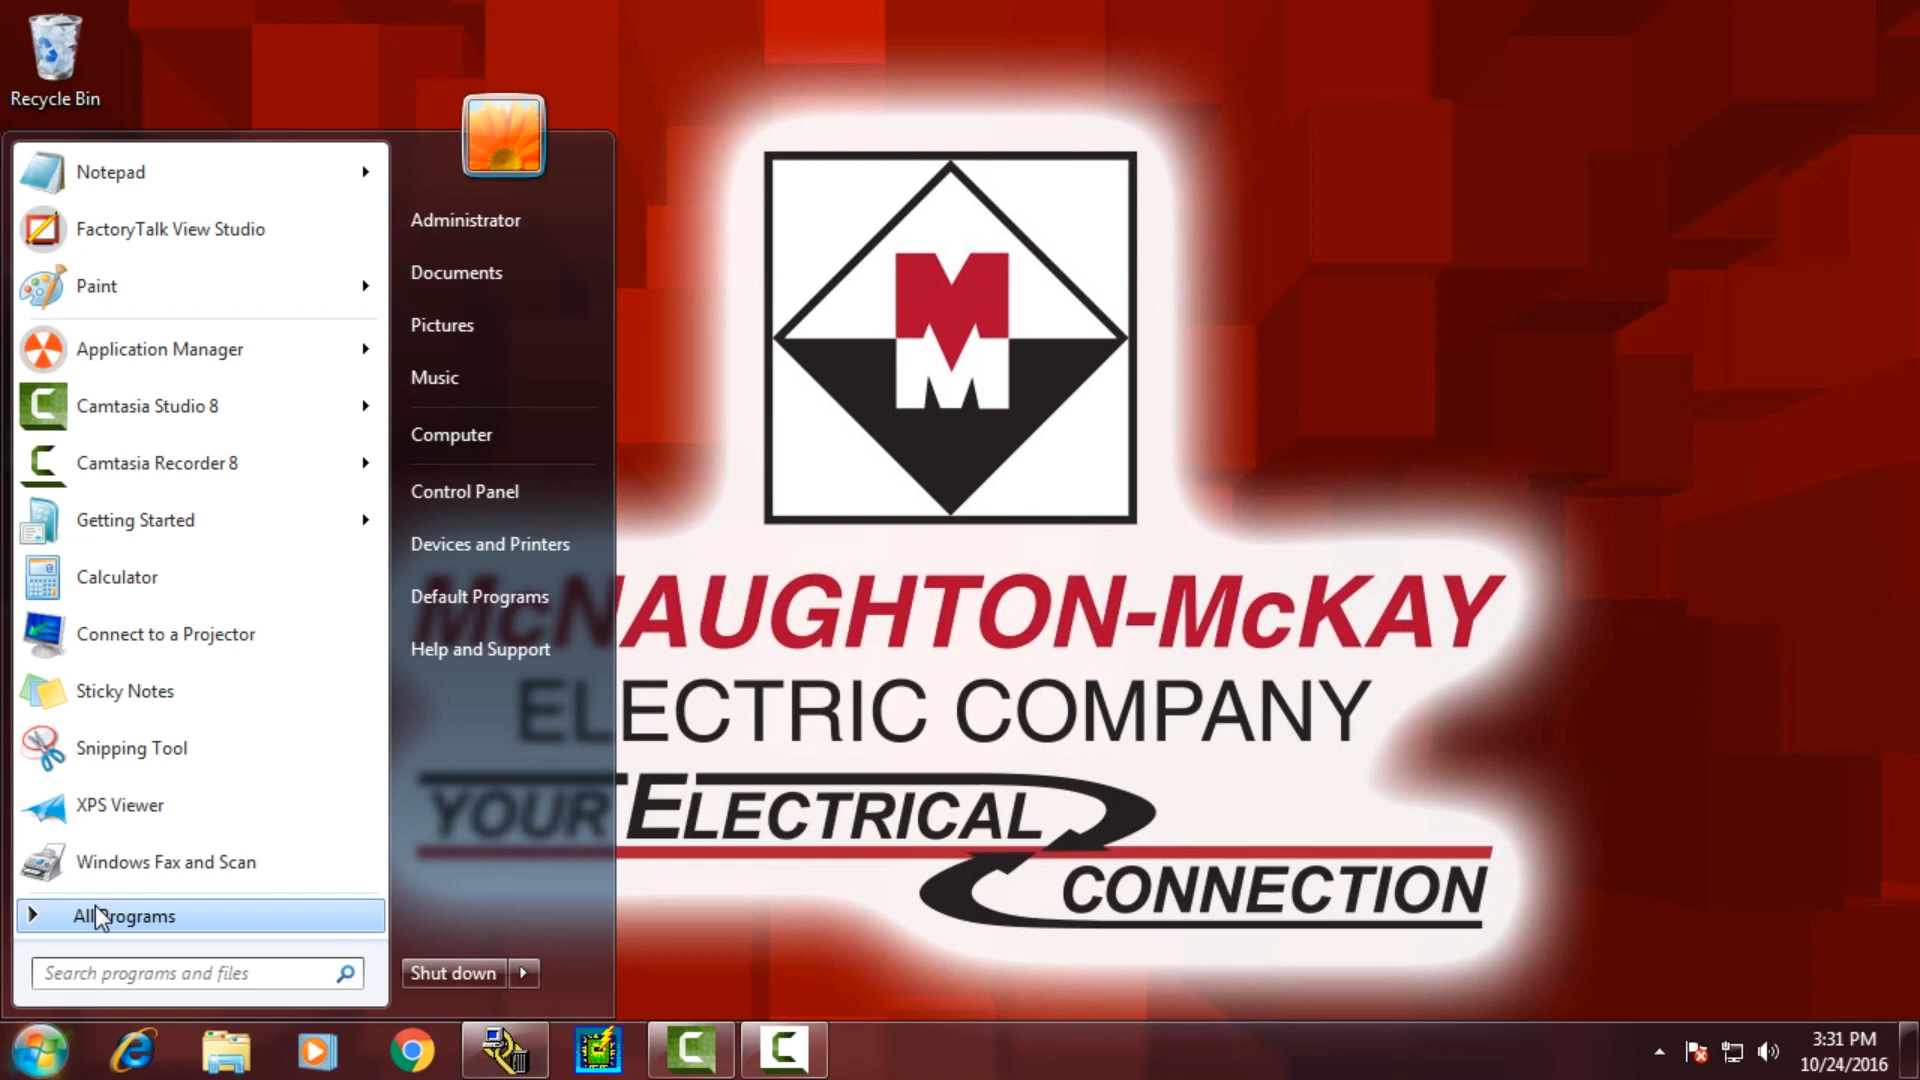 Recycle Bin
Notepad
FactoryTalk View Studio
Paint
Application Manager
Camtasia Studio 8
Camtasia Recorder 8
Getting Started
Calculator
Connect to a Projector
Sticky Notes
Snipping Tool
XPS Viewer
Windows Fax and Scan
All Programs
Search programs and files
Administrator
Documents
Pictures
Music
Computer
Control Panel
Devices and Printers
Default Programs
Help and Support
Shut down
M
M
McNAUGHTON-McKAY
ELECTRIC COMPANY
YOUR ELECTRICAL
CONNECTION
3:31 PM
10/24/2016